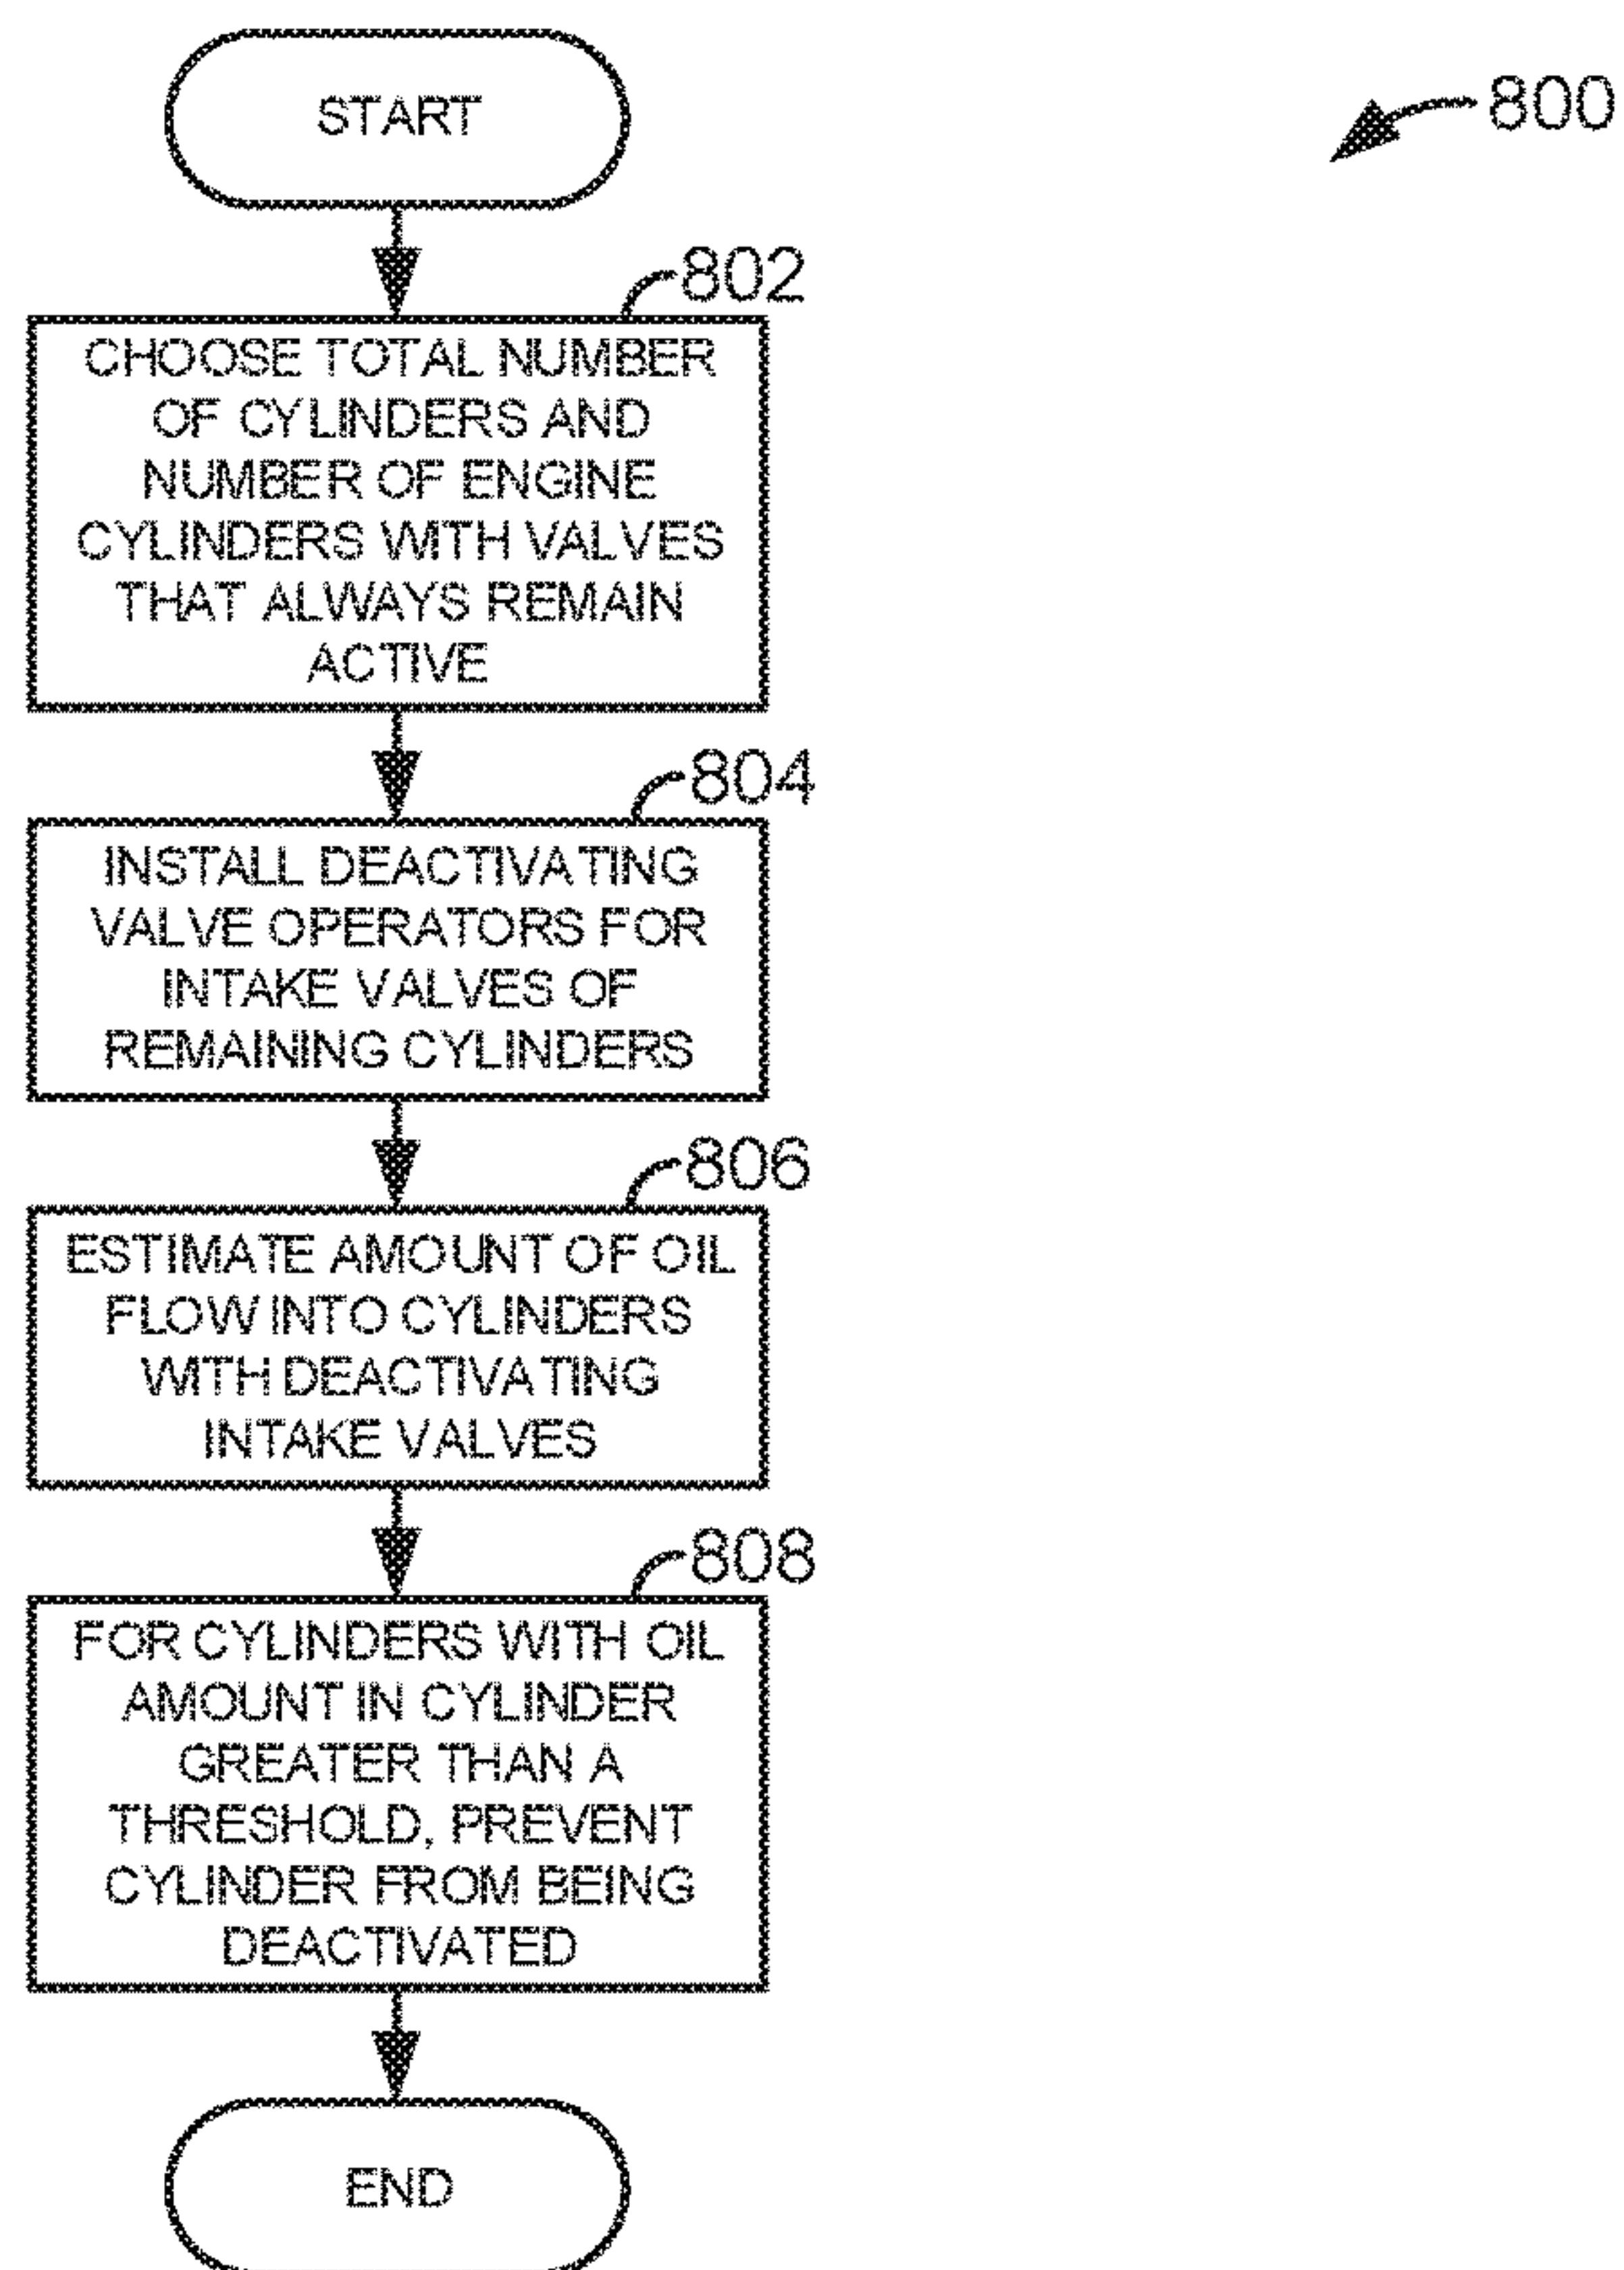 START
800
802
CHOOSE TOTAL NUMBER
OF CYLINDERS AND
NUMBER OF ENGINE
CYLINDERS WITH VALVES
THAT ALWAYS REMAIN
ACTIVE
804
INSTALL DEACTIVATING
VALVE OPERATORS FOR
INTAKE VALVES OF
REMAINING CYLINDERS
806
ESTIMATE AMOUNT OF OIL
FLOW INTO CYLINDERS
WITH DEACTIVATING
INTAKE VALVES
808
FOR CYLINDERS WITH OIL
AMOUNT IN CYLINDER
GREATER THAN A
THRESHOLD, PREVENT
CYLINDER FROM BEING
DEACTIVATED
END